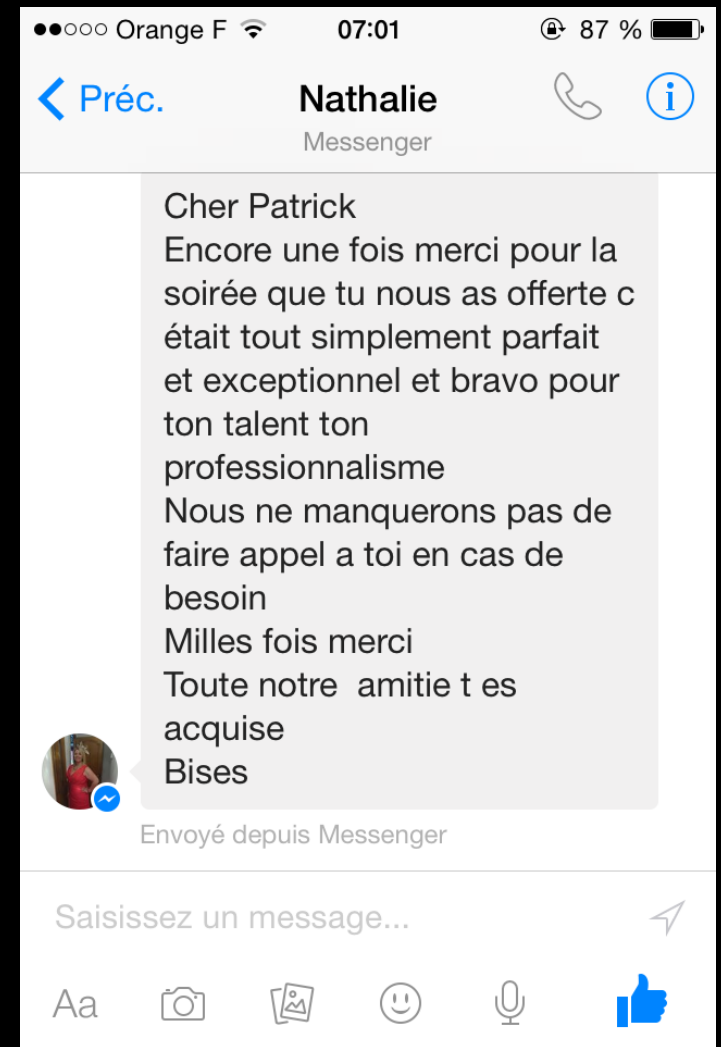 Orange F 07:01 87 %
Préc. Nathalie
Messenger
Cher Patrick
Encore une fois merci pour la
soirée que tu nous as offerte c
était tout simplement parfait
et exceptionnel et bravo pour
ton talent ton
professionnalisme
Nous ne manquerons pas de
faire appel a toi en cas de
besoin
Milles fois merci
Toute notre  amitie t es
acquise
Bises
Envoyé depuis Messenger
Saisissez un message...
Aa